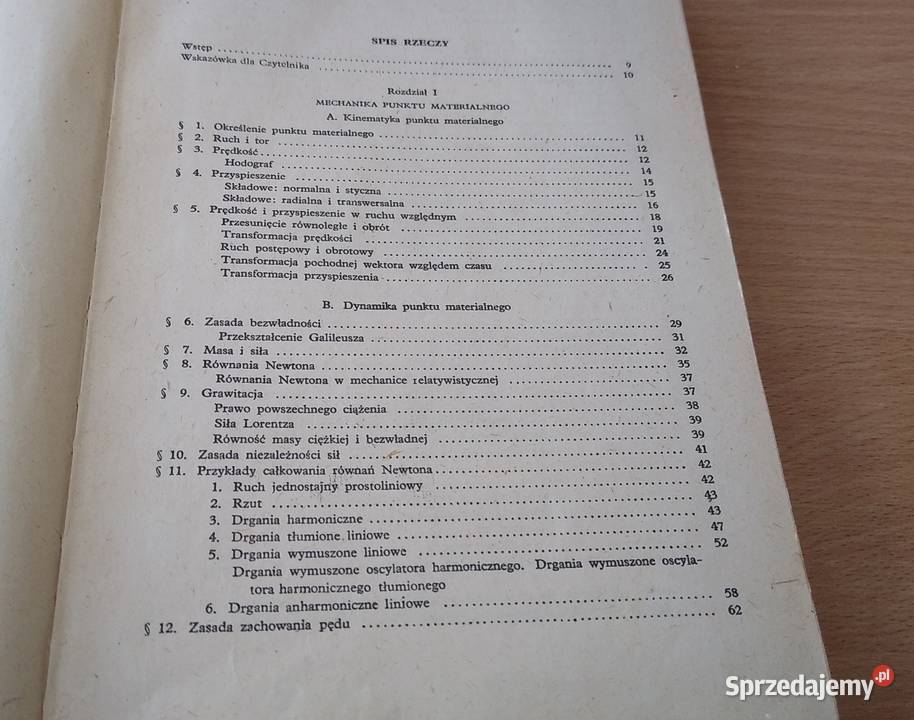 SPIS RZECZY
Wstęp ........ 9
Wskazówka dla Czytelnika ........ 10
Rozdział I
MECHANIKA PUNKTU MATERIALNEGO
A. Kinematyka punktu materialnego
§ 1. Określenie punktu materialnego ........ 11
§ 2. Ruch i tor ........ 12
§ 3. Prędkość ........ 12
Hodograf ........ 14
§ 4. Przyspieszenie ........ 15
Składowe: normalna i styczna ........ 15
Składowe: radialna i transwersalna ........ 16
§ 5. Prędkość i przyspieszenie w ruchu względnym ........ 18
Przesunięcie równoległe i obrót ........ 19
Transformacja prędkości ........ 21
Ruch postępowy i obrotowy ........ 24
Transformacja pochodnej wektora względem czasu ........ 25
Transformacja przyspieszenia ........ 26
B. Dynamika punktu materialnego
§ 6. Zasada bezwładności ........ 29
Przekształcenie Galileusza ........ 31
§ 7. Masa i siła ........ 32
§ 8. Równania Newtona ........ 35
Równania Newtona w mechanice relatywistycznej ........ 37
§ 9. Grawitacja ........ 37
Prawo powszechnego ciążenia ........ 38
Siła Lorentza ........ 39
Równość masy ciężkiej i bezwładnej ........ 39
§ 10. Zasada niezależności sił ........ 41
§ 11. Przykłady całkowania równań Newtona ........ 42
1. Ruch jednostajny prostoliniowy ........ 42
2. Rzut ........ 43
3. Drgania harmoniczne ........ 43
4. Drgania tłumione liniowe ........ 47
5. Drgania wymuszone liniowe ........ 52
Drgania wymuszone oscylatora harmonicznego. Drgania wymuszone oscyla-
tora harmonicznego tłumionego
6. Drgania anharmoniczne liniowe ........ 58
§ 12. Zasada zachowania pędu ........ 62
Sprzedajemy.pl